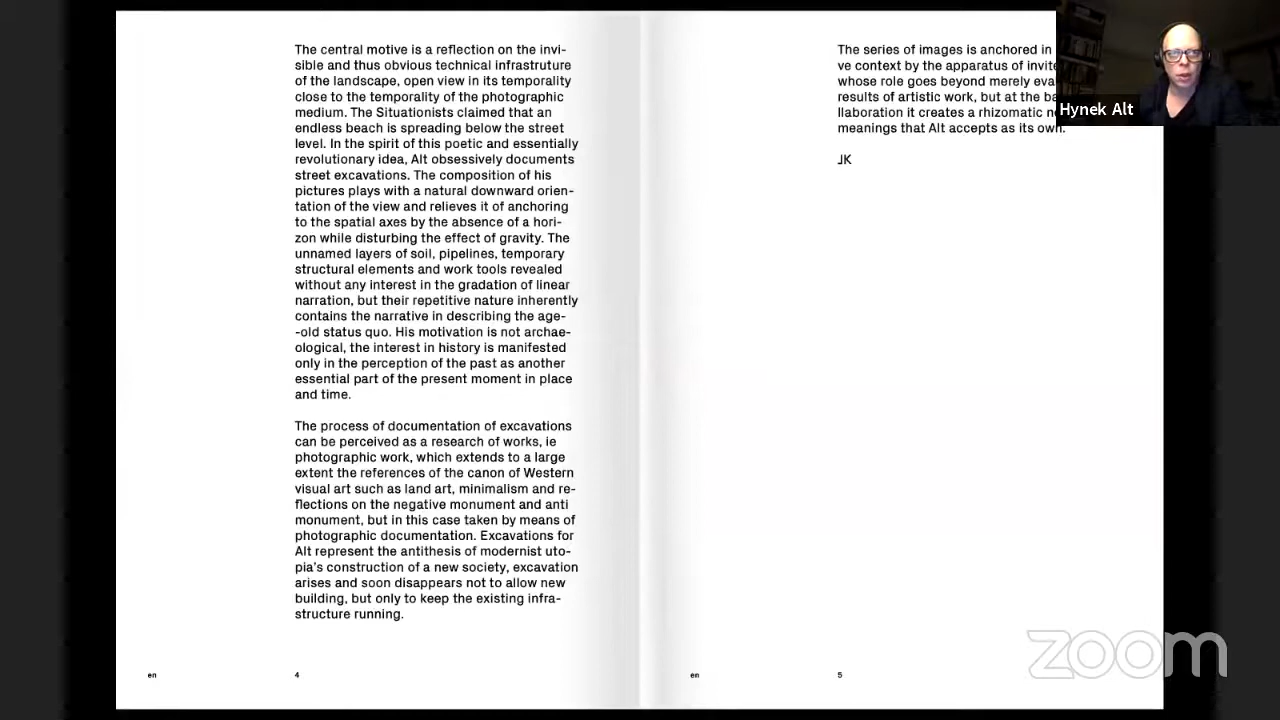 The central motive is a reflection on the invi-
sible and thus obvious technical infrastruture
of the landscape, open view in its temporality
close to the temporality of the photographic
medium. The Situationists claimed that an
endless beach is spreading below the street
level. In the spirit of this poetic and essentially
revolutionary idea, Alt obsessively documents
street excavations. The composition of his
pictures plays with a natural downward orien-
tation of the view and relieves it of anchoring
to the spatial axes by the absence of a hori-
zon while disturbing the effect of gravity. The
unnamed layers of soil, pipelines, temporary
structural elements and work tools revealed
without any interest in the gradation of linear
narration, but their repetitive nature inherently
contains the narrative in describing the age-
-old status quo. His motivation is not archae-
ological, the interest in history is manifested
only in the perception of the past as another
essential part of the present moment in place
and time.
The process of documentation of excavations
can be perceived as a research of works, ie
photographic work, which extends to a large
extent the references of the canon of Western
visual art such as land art, minimalism and re-
flections on the negative monument and anti
monument, but in this case taken by means of
photographic documentation. Excavations for
Alt represent the antithesis of modernist uto-
pia's construction of a new society, excavation
arises and soon disappears not to allow new
building, but only to keep the existing infra-
structure running.
en 4
The series of images is anchored in
ve context by the apparatus of
whose role goes beyond merely
results of artistic work, but at the
llaboration it creates a rhizomatic
meanings that Alt accepts as its own.
JK
en 5
Hynek Alt
zoom